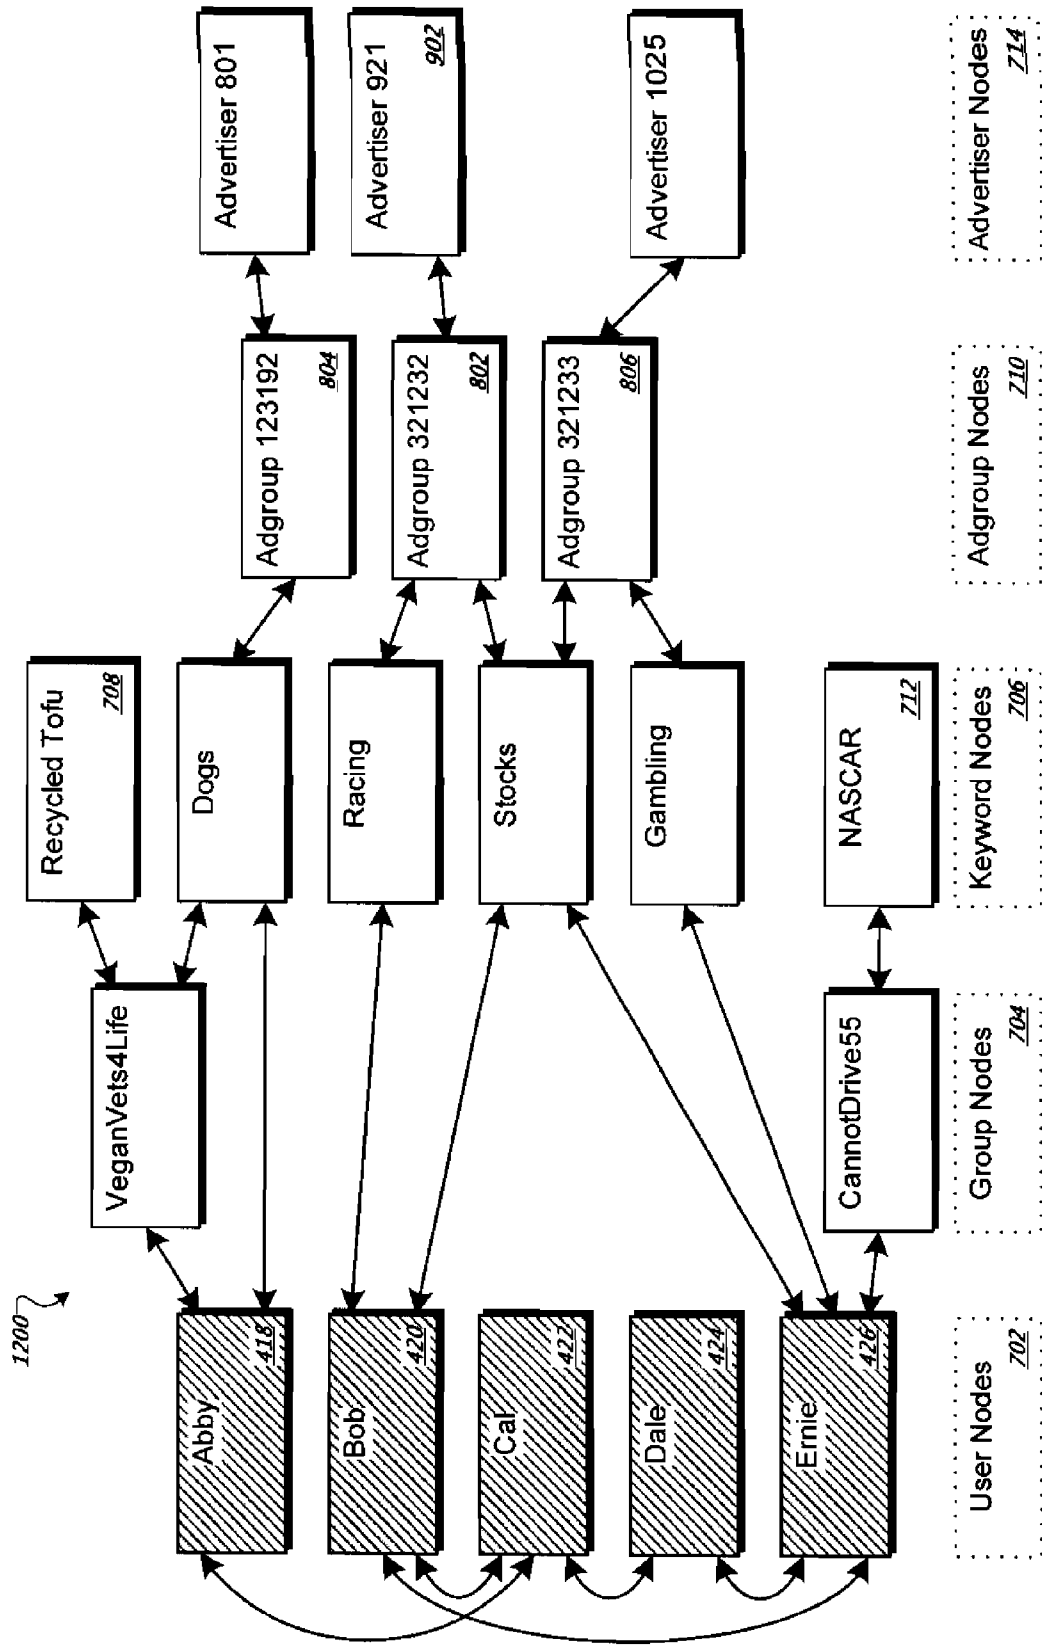 1200
Abby
418
Bob
420
Cal
422
Dale
424
Ernie
426
User Nodes
702
VeganVets4Life
CannotDrive55
Group Nodes
704
Recycled Tofu
708
Dogs
Racing
Stocks
Gambling
NASCAR
712
Keyword Nodes
706
Adgroup 123192
804
Adgroup 321232
802
Adgroup 321233
806
Adgroup Nodes
710
Advertiser 801
Advertiser 921
902
Advertiser 1025
Advertiser Nodes
714